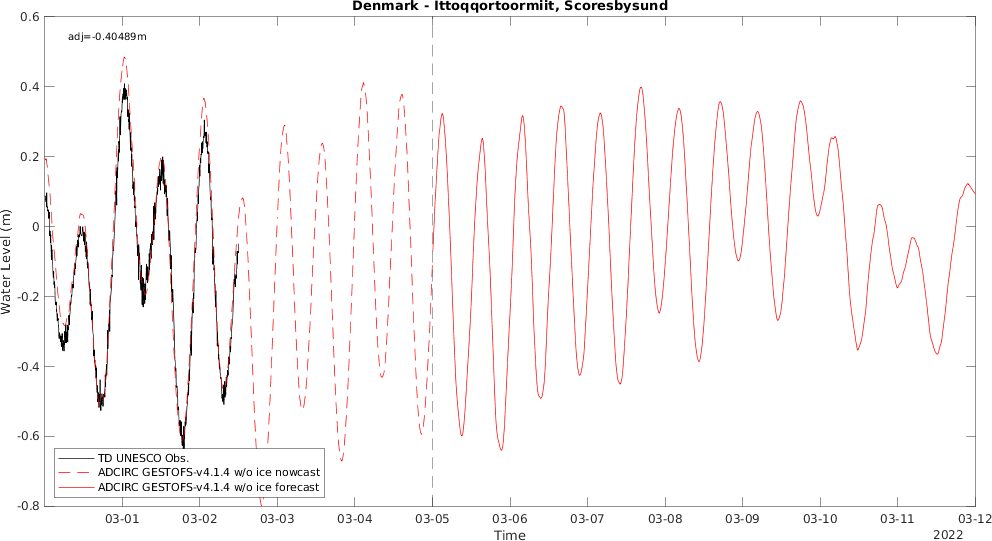 Denmark - Ittoqqortoormiit, Scoresbysund
adj=-0.40489m
0.6
0.4
0.2
0
-0.2
-0.4
-0.6
-0.8
Water Level (m)
TD UNESCO Obs.
ADCIRC GESTOFS-v4.1.4 w/o ice nowcast
ADCIRC GESTOFS-v4.1.4 w/o ice forecast
03-01 03-02 03-03 03-04 03-05 03-06 03-07 03-08 03-09 03-10 03-11 03-12
Time
2022